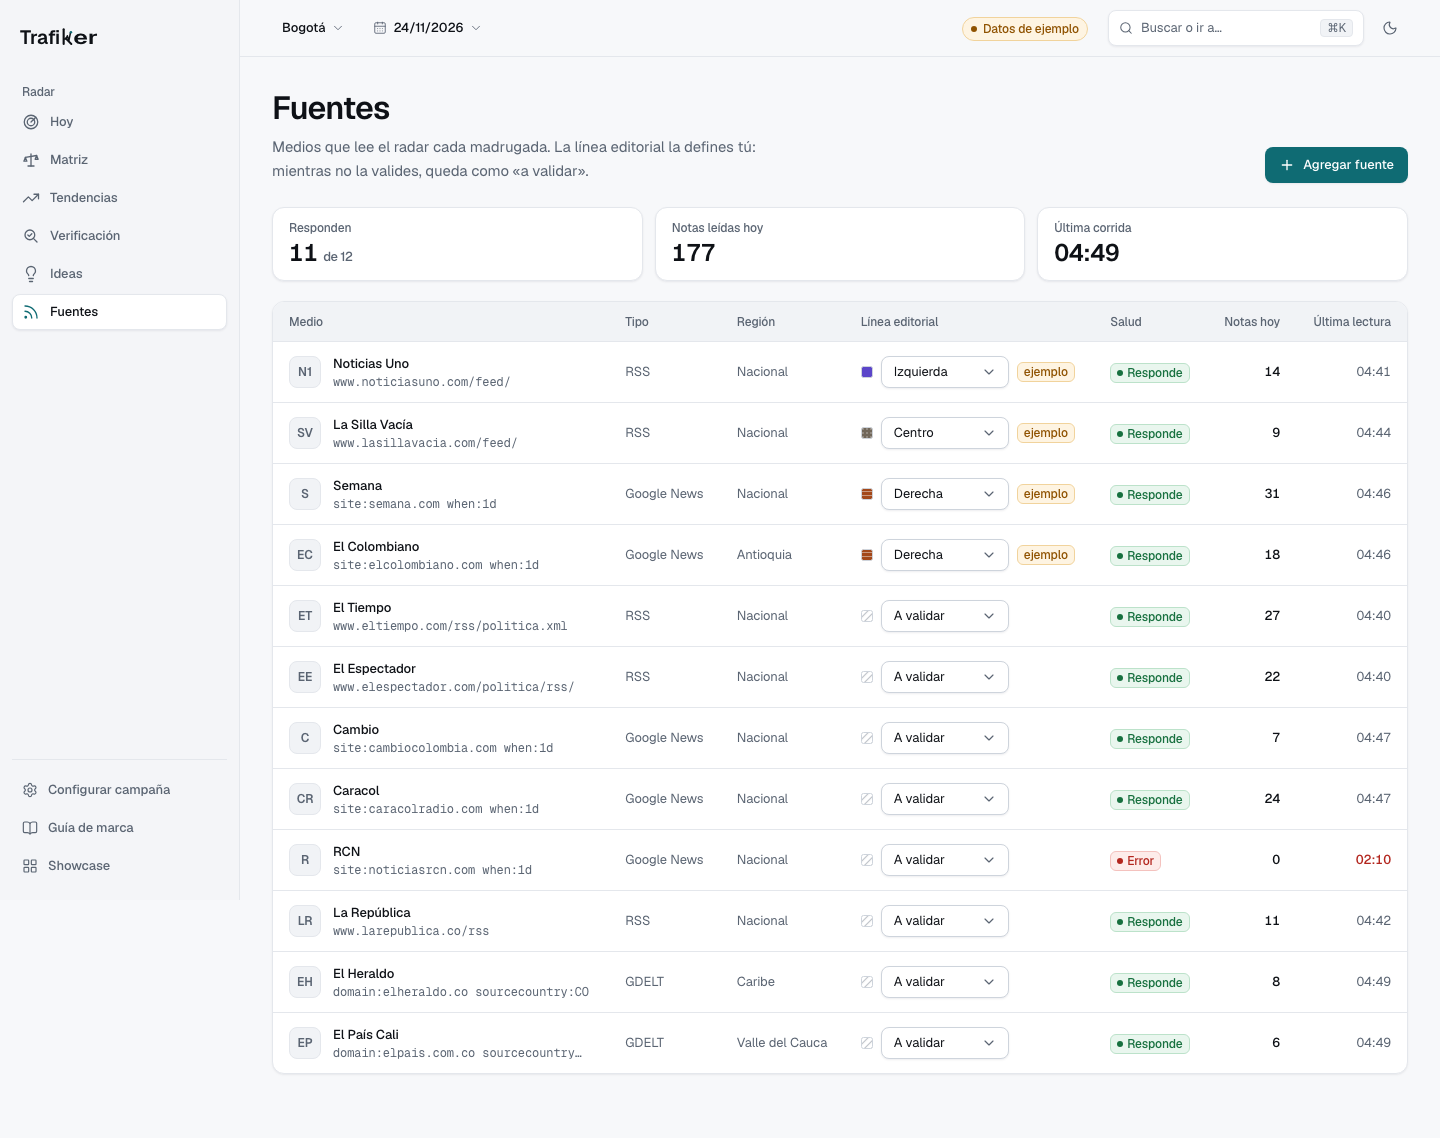 Trafiker
Bogotá
24/11/2026
Datos de ejemplo
Buscar o ir a…
⌘K
Radar
Hoy
Matriz
Tendencias
Verificación
Ideas
Fuentes
Configurar campaña
Guía de marca
Showcase
Fuentes
Medios que lee el radar cada madrugada. La línea editorial la defines tú:
mientras no la valides, queda como «a validar».
Agregar fuente
Responden
11 de 12
Notas leídas hoy
177
Última corrida
04:49
Medio Tipo Región Línea editorial Salud Notas hoy Última lectura
N1 Noticias Uno RSS Nacional Izquierda ejemplo Responde 14 04:41
www.noticiasuno.com/feed/
SV La Silla Vacía RSS Nacional Centro ejemplo Responde 9 04:44
www.lasillavacia.com/feed/
S Semana Google News Nacional Derecha ejemplo Responde 31 04:46
site:semana.com when:1d
EC El Colombiano Google News Antioquia Derecha ejemplo Responde 18 04:46
site:elcolombiano.com when:1d
ET El Tiempo RSS Nacional A validar Responde 27 04:40
www.eltiempo.com/rss/politica.xml
EE El Espectador RSS Nacional A validar Responde 22 04:40
www.elespectador.com/politica/rss/
C Cambio Google News Nacional A validar Responde 7 04:47
site:cambiocolombia.com when:1d
CR Caracol Google News Nacional A validar Responde 24 04:47
site:caracolradio.com when:1d
R RCN Google News Nacional A validar Error 0 02:10
site:noticiasrcn.com when:1d
LR La República RSS Nacional A validar Responde 11 04:42
www.larepublica.co/rss
EH El Heraldo GDELT Caribe A validar Responde 8 04:49
domain:elheraldo.co sourcecountry:CO
EP El País Cali GDELT Valle del Cauca A validar Responde 6 04:49
domain:elpais.com.co sourcecountry…